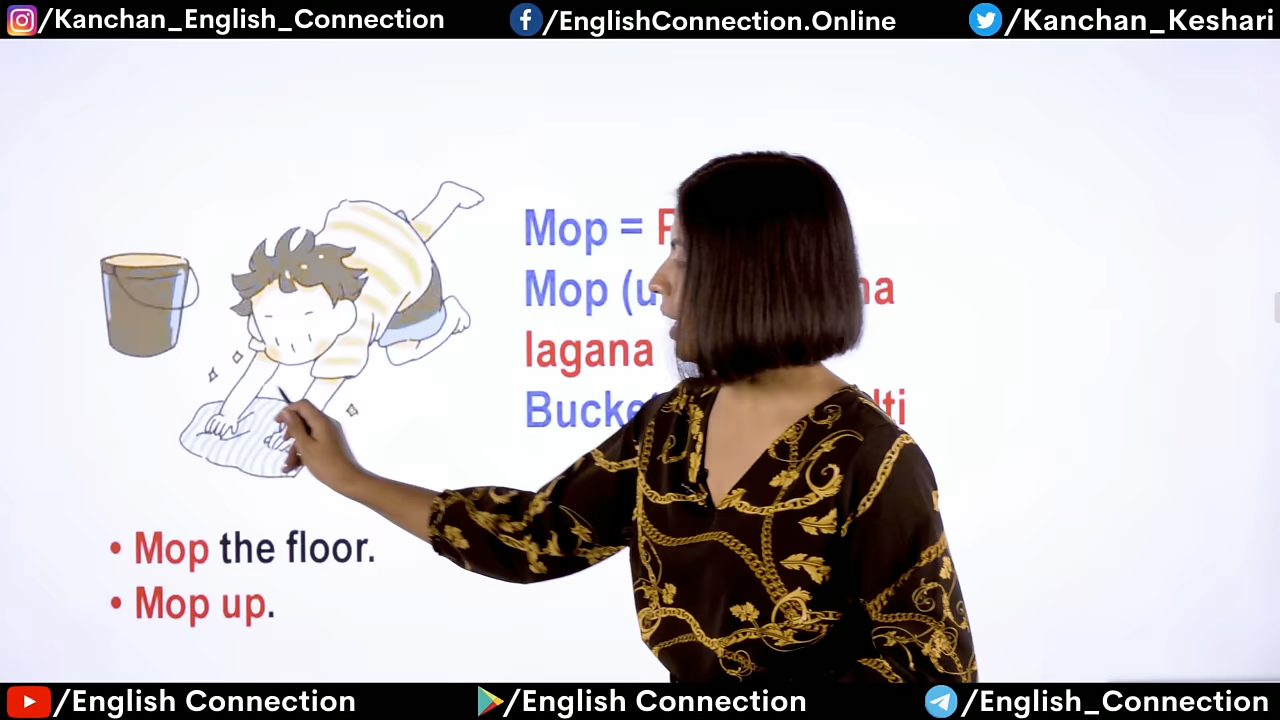 /Kanchan_English_Connection /EnglishConnection.Online /Kanchan_Keshari
Mop =
Mop (u
lagana
Bucke lti
• Mop the floor.
• Mop up.
/English Connection /English Connection /English_Connection